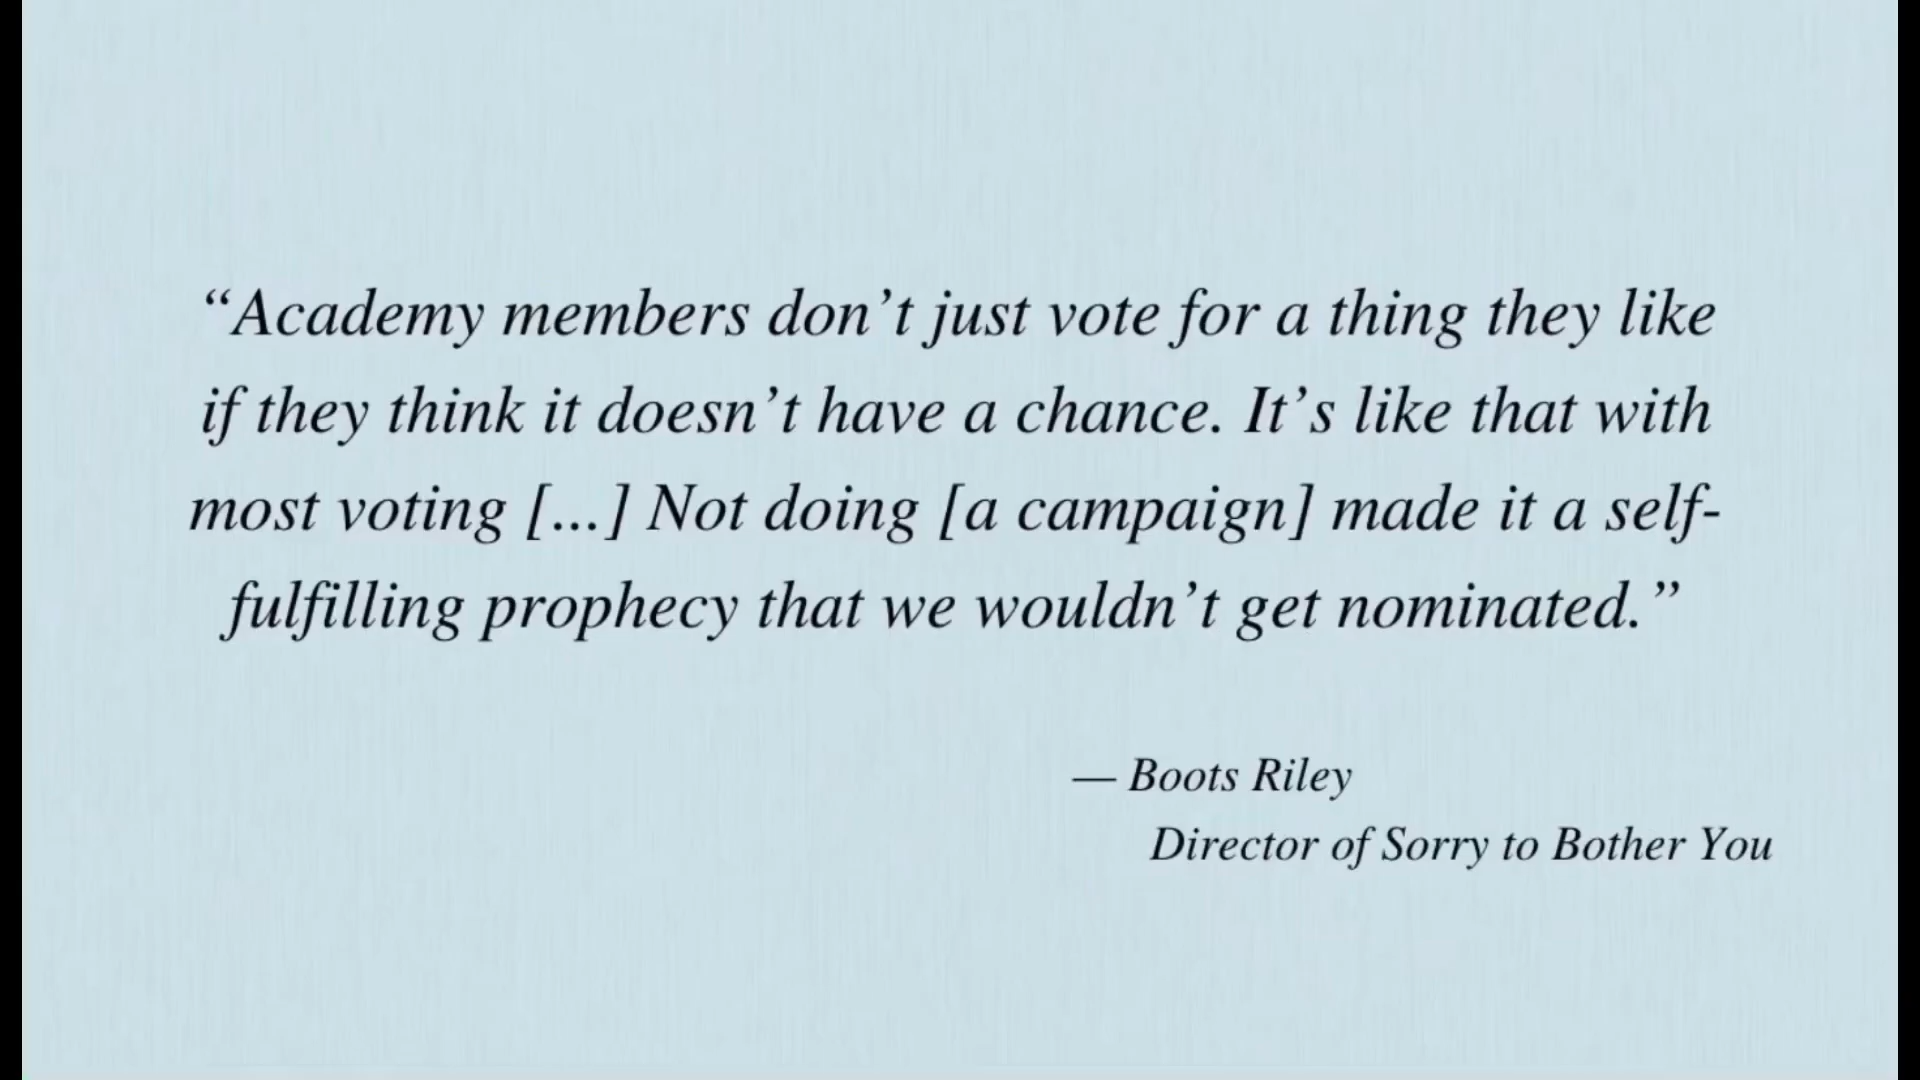 “Academy members don’t just vote for a thing they like
if they think it doesn’t have a chance. It’s like that with
most voting [...] Not doing [a campaign] made it a self-
fulfilling prophecy that we wouldn’t get nominated.”
— Boots Riley
Director of Sorry to Bother You